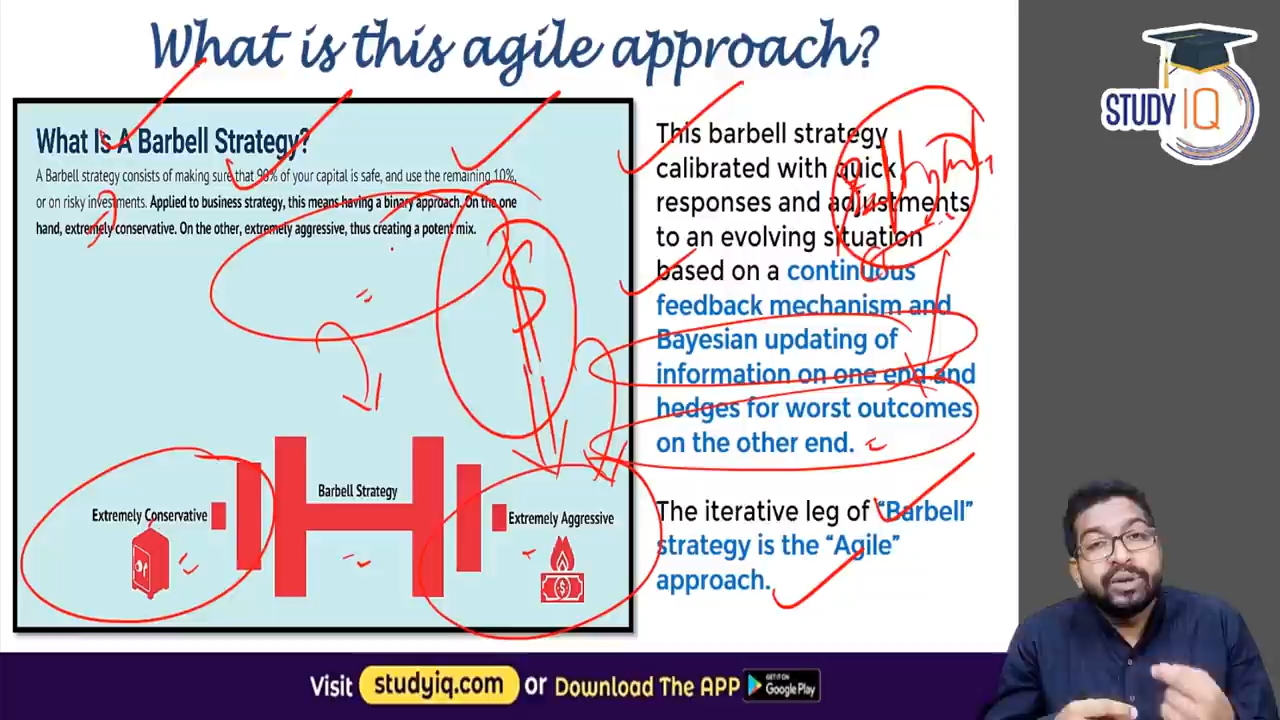 What is this agile approach?
STUDY IQ
What Is A Barbell Strategy?
A Barbell strategy consists of making sure that 90% of your capital is safe, and use the remaining 10%,
or on risky investments. Applied to business strategy, this means having a binary approach. On the one
hand, extremely conservative. On the other, extremely aggressive, thus creating a potent mix.
Barbell Strategy
Extremely Conservative
Extremely Aggressive
This barbell strategy
calibrated with quick
responses and adjustments
to an evolving situation
based on a continuous
feedback mechanism and
Bayesian updating of
information on one end and
hedges for worst outcomes
on the other end.
The iterative leg of “Barbell”
strategy is the “Agile”
approach.
Visit studyiq.com or Download The APP GET IT ON Google Play